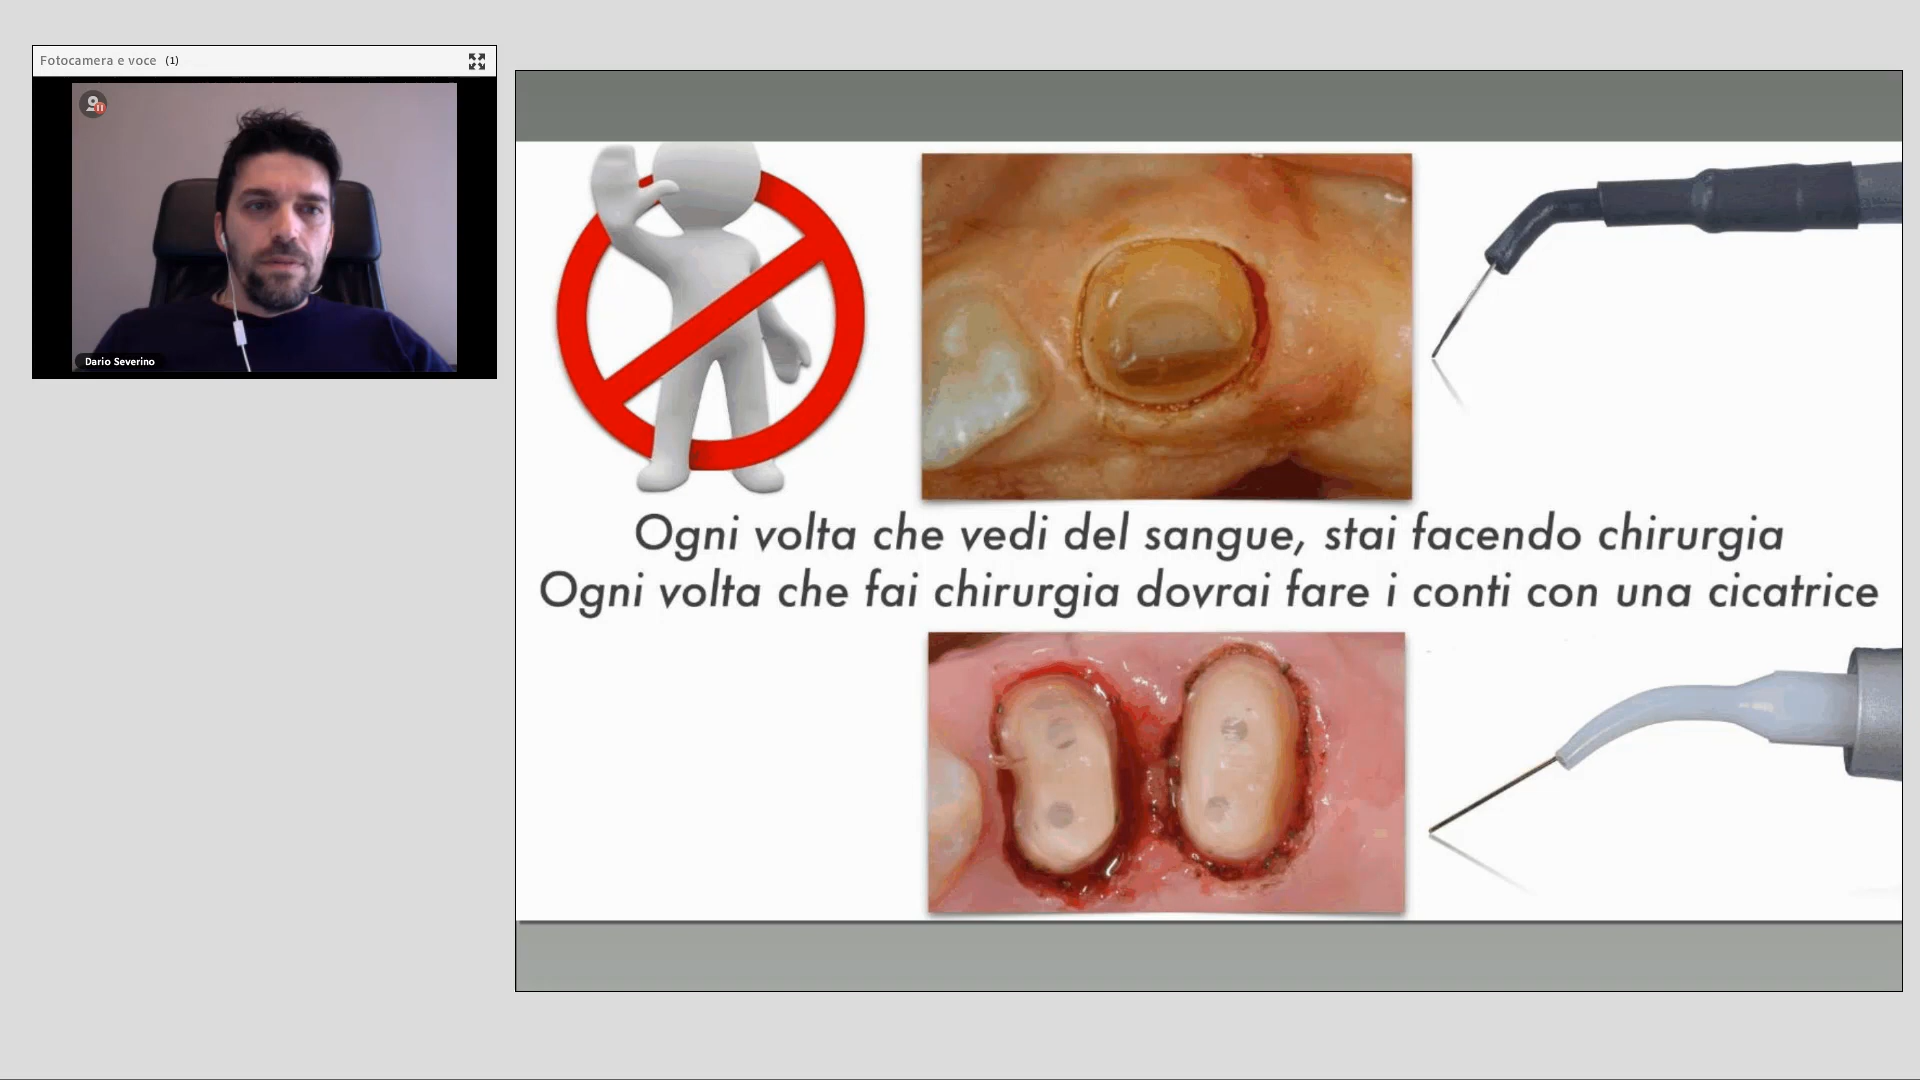 Fotocamera e voce (1)
Dario Severino
Ogni volta che vedi del sangue, stai facendo chirurgia
Ogni volta che fai chirurgia dovrai fare i conti con una cicatrice